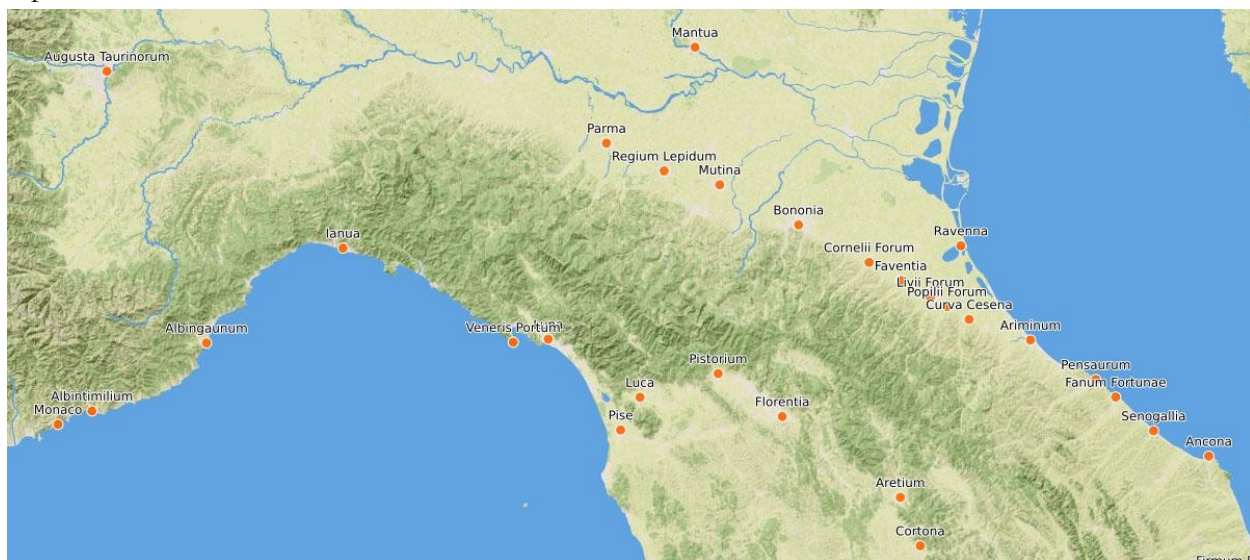 Mantua
Augusta Taurinorum
Parma
Regium Lepidum
Mutina
Bononia
Ianua
Ravenna
Cornelii Forum
Faventia
Livii Forum
Popilii Forum
Curva Cesena
Albingaunum
Veneris Portum
Ariminum
Pistorium
Pensaurum
Luca
Fanum Fortunae
Albintimilium
Monaco
Florentia
Pise
Senogallia
Ancona
Aretium
Cortona
Firmum